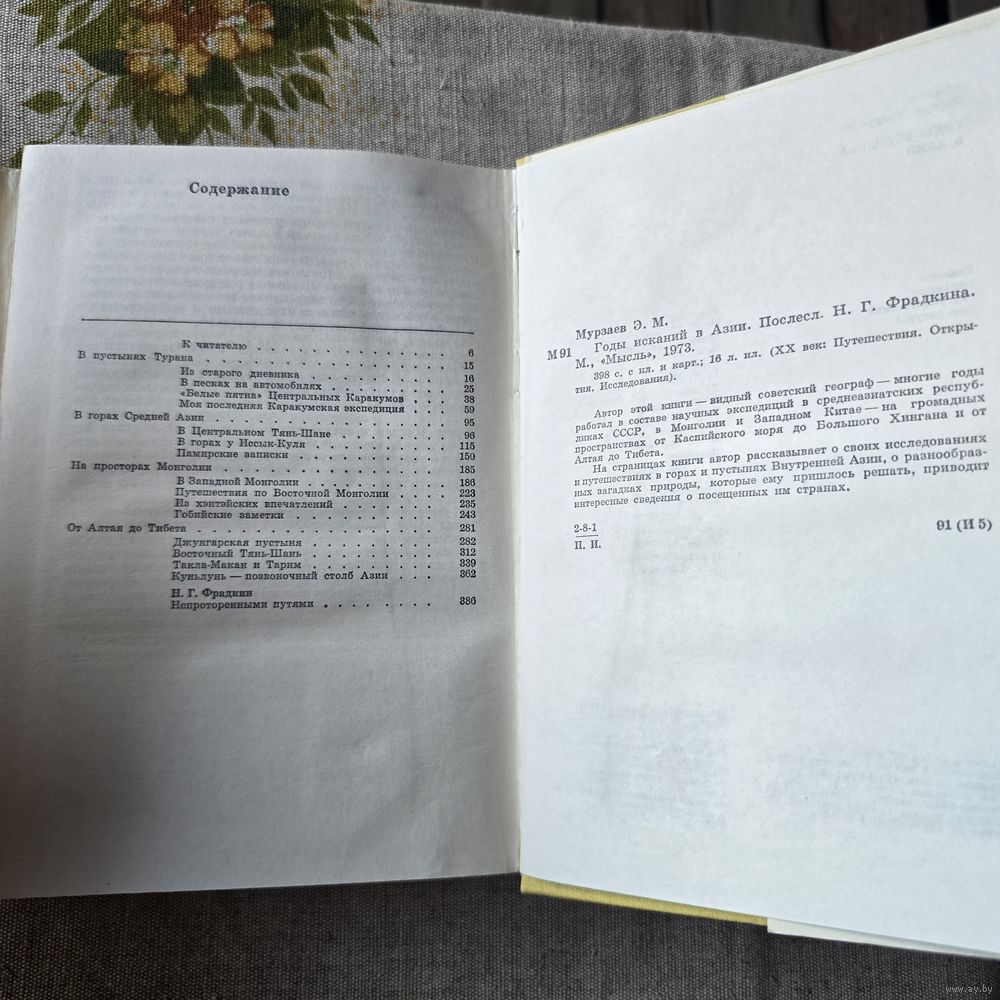 Содержание
К читателю . . . . . . . . . . . . 6
В пустынях Турана . . . . . . . . . . . . 15
Из старого дневника . . . . . . . . . . . . 16
В песках на автомобилях . . . . . . . . . . . . 25
«Белые пятна» Центральных Каракумов . . . . 38
Моя последняя Каракумская экспедиция . . . . 59
В горах Средней Азии . . . . . . . . . . . . 95
В Центральном Тянь-Шане . . . . . . . . . . . . 96
В горах у Иссык-Куля . . . . . . . . . . . . 115
Памирские записки . . . . . . . . . . . . 150
На просторах Монголии . . . . . . . . . . . . 185
В Западной Монголии . . . . . . . . . . . . 186
Путешествия по Восточной Монголии . . . . 223
Из хэнтэйских впечатлений . . . . . . . . 235
Гобийские заметки . . . . . . . . . . . . 243
От Алтая до Тибета . . . . . . . . . . . . 281
Джунгарская пустыня . . . . . . . . . . . . 282
Восточный Тянь-Шань . . . . . . . . . . . . 312
Такла-Макан и Тарим . . . . . . . . . . . . 339
Куньлунь — позвоночный столб Азии . . . . 362
Н. Г. Фрадкин
Непроторенными путями . . . . . . . . . . 386
Мурзаев Э. М.
М 91 Годы исканий в Азии. Послесл. Н. Г. Фрадкина.
М., «Мысль», 1973.
398 с. с ил. и карт.; 16 л. ил. (XX век: Путешествия. Откры-
тия. Исследования).
Автор этой книги — видный советский географ — многие годы
работал в составе научных экспедиций в среднеазиатских респуб-
ликах СССР, в Монголии и Западном Китае — на громадных
пространствах от Каспийского моря до Большого Хингана и от
Алтая до Тибета.
На страницах книги автор рассказывает о своих исследованиях
и путешествиях в горах и пустынях Внутренней Азии, о разнообраз-
ных загадках природы, которые ему пришлось решать, приводит
интересные сведения о посещенных им странах.
2-8-1
П. И.
91 (И 5)
www.ay.by